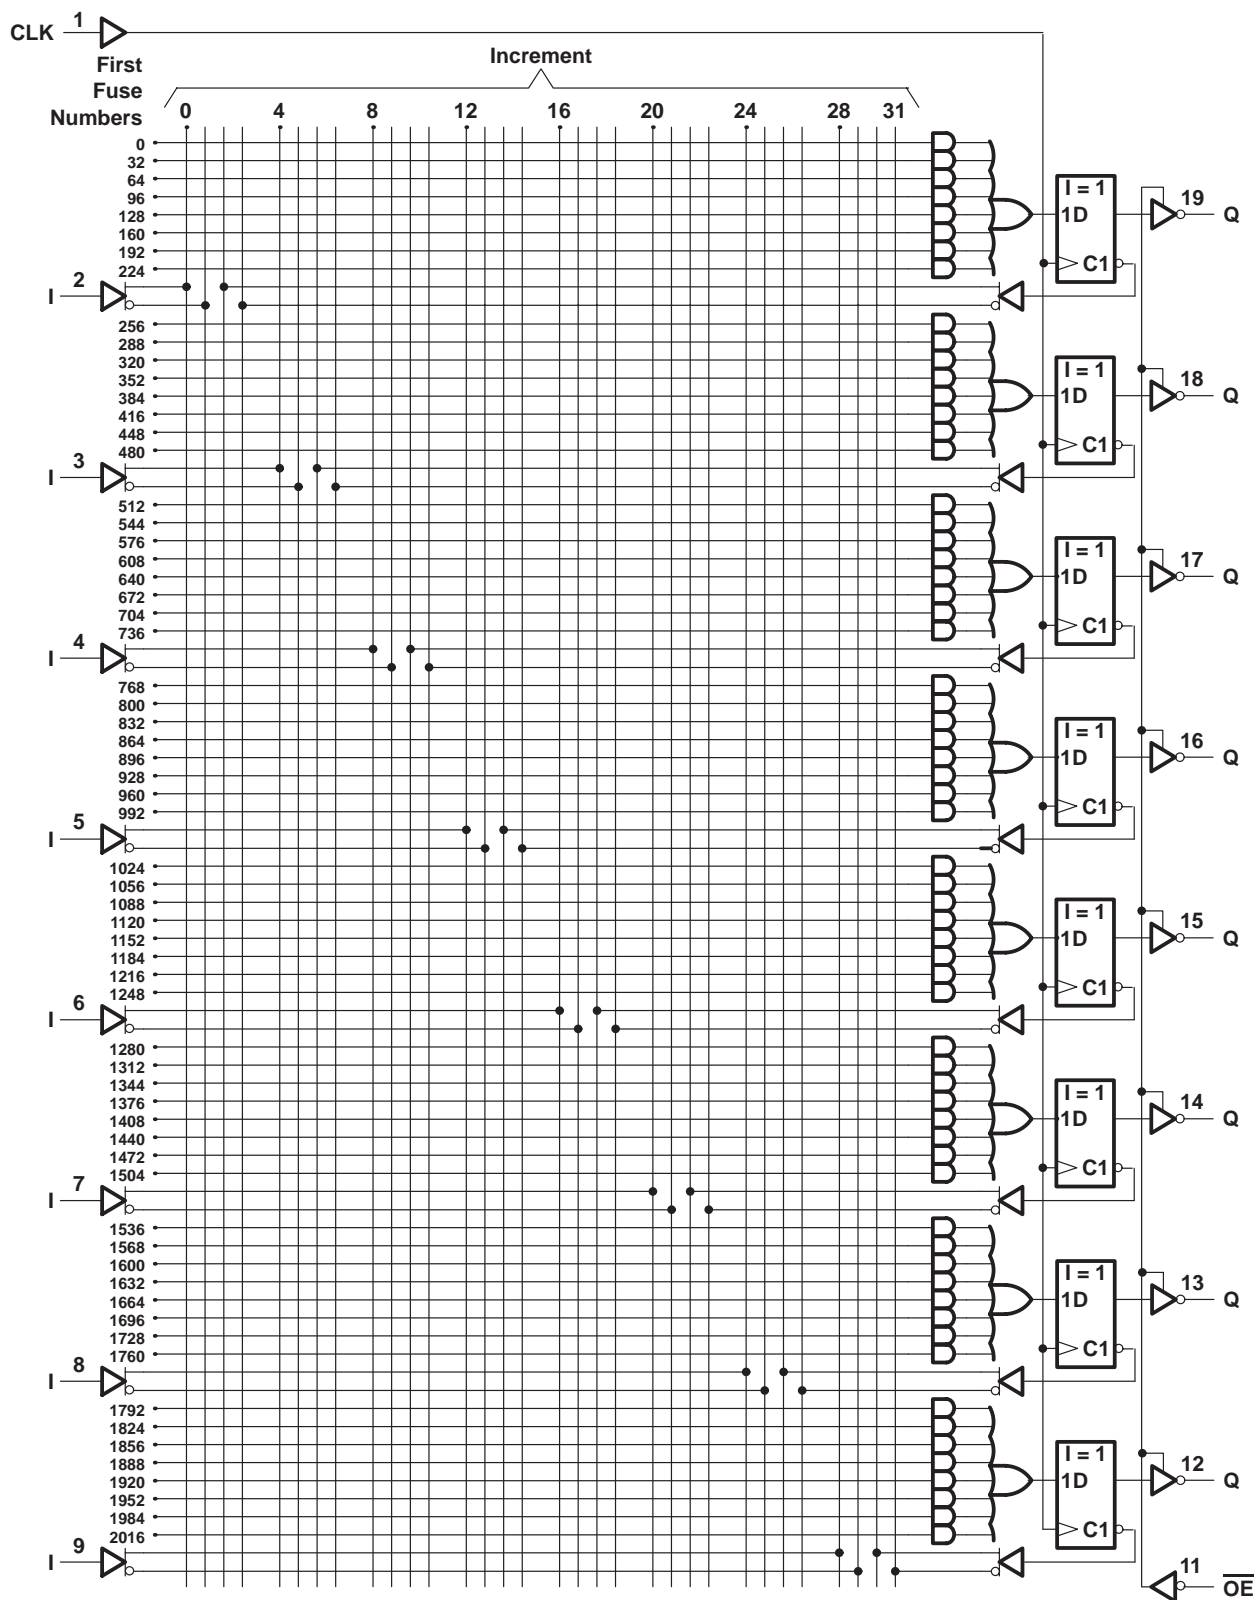 1
CLK
First
Fuse
Numbers
Increment
0 4 8 12 16 20 24 28 31
0
32
64
96
128
160
192
224
I = 1
1D
C1
19
Q
2
I
256
288
320
352
384
416
448
480
I = 1
1D
C1
18
Q
3
I
512
544
576
608
640
672
704
736
I = 1
1D
C1
17
Q
4
I
768
800
832
864
896
928
960
992
I = 1
1D
C1
16
Q
5
I
1024
1056
1088
1120
1152
1184
1216
1248
I = 1
1D
C1
15
Q
6
I
1280
1312
1344
1376
1408
1440
1472
1504
I = 1
1D
C1
14
Q
7
I
1536
1568
1600
1632
1664
1696
1728
1760
I = 1
1D
C1
13
Q
8
I
1792
1824
1856
1888
1920
1952
1984
2016
I = 1
1D
C1
12
Q
9
I
11
O̅E̅